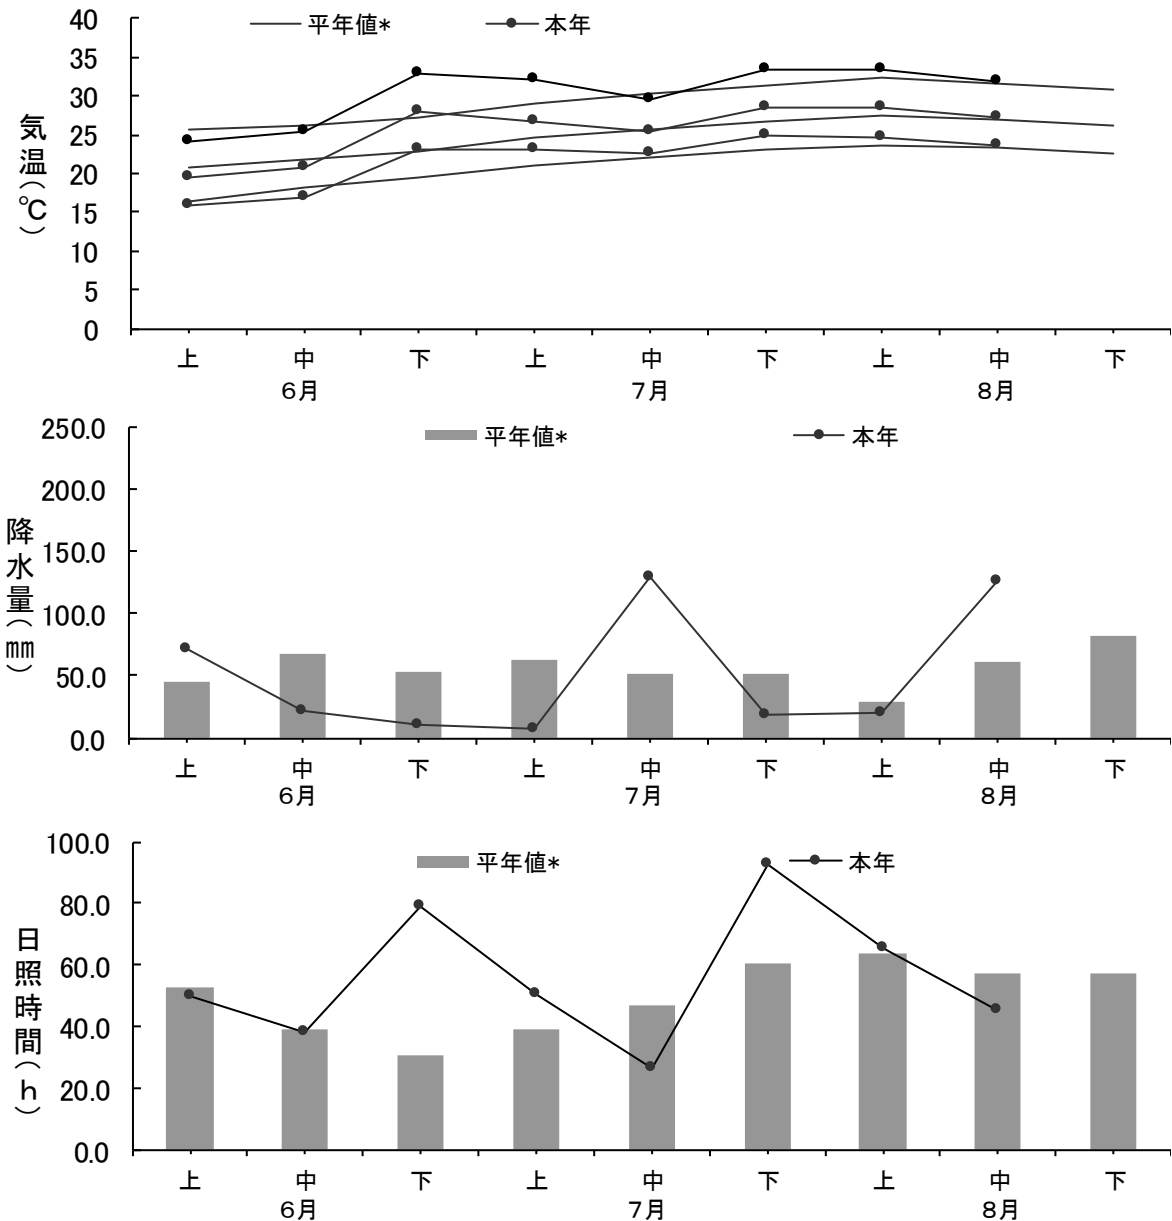 平年値* 本年
気温(℃)
40
35
30
25
20
15
10
5
0
上 中 下 上 中 下 上 中 下
6月 7月 8月
平年値* 本年
降水量(㎜)
250.0
200.0
150.0
100.0
50.0
0.0
上 中 下 上 中 下 上 中 下
6月 7月 8月
平年値* 本年
日照時間(h)
100.0
80.0
60.0
40.0
20.0
0.0
上 中 下 上 中 下 上 中 下
6月 7月 8月